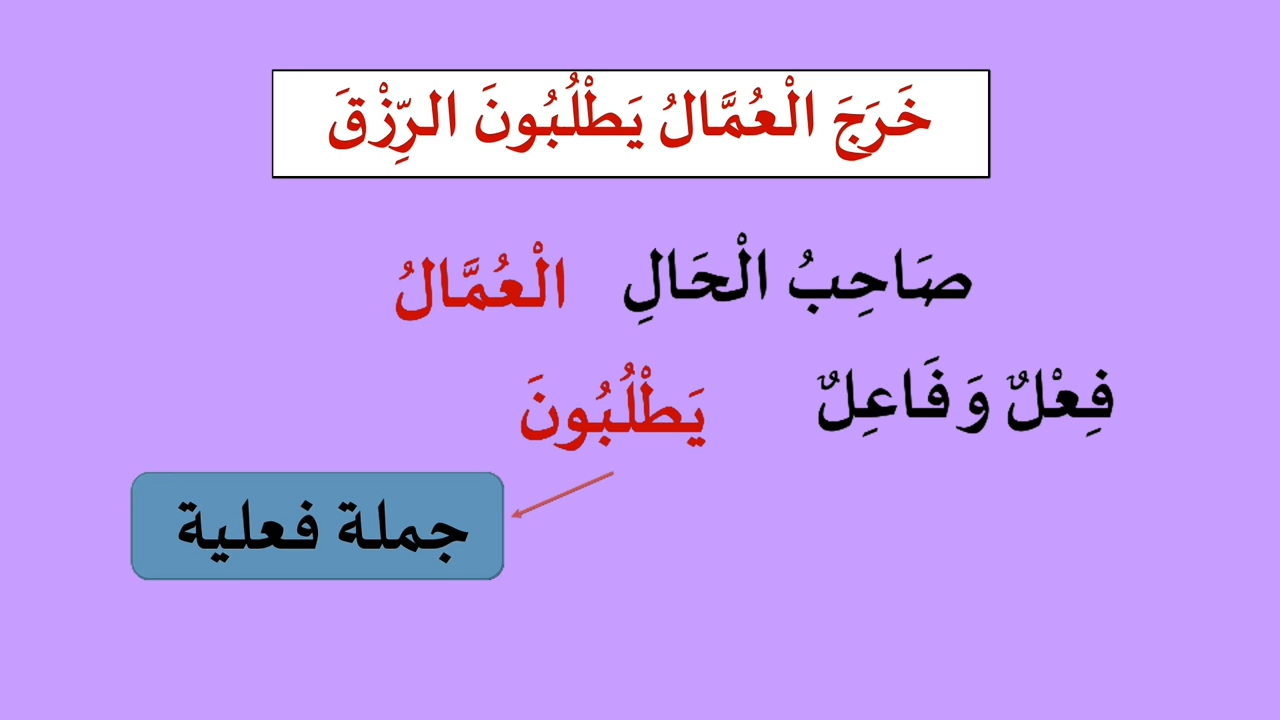 خَرَجَ الْعُمَّالُ يَطْلُبُونَ الرِّزْقَ
صَاحِبُ الْحَالِ الْعُمَّالُ
فِعْلٌ وَفَاعِلٌ يَطْلُبُونَ
جملة فعلية